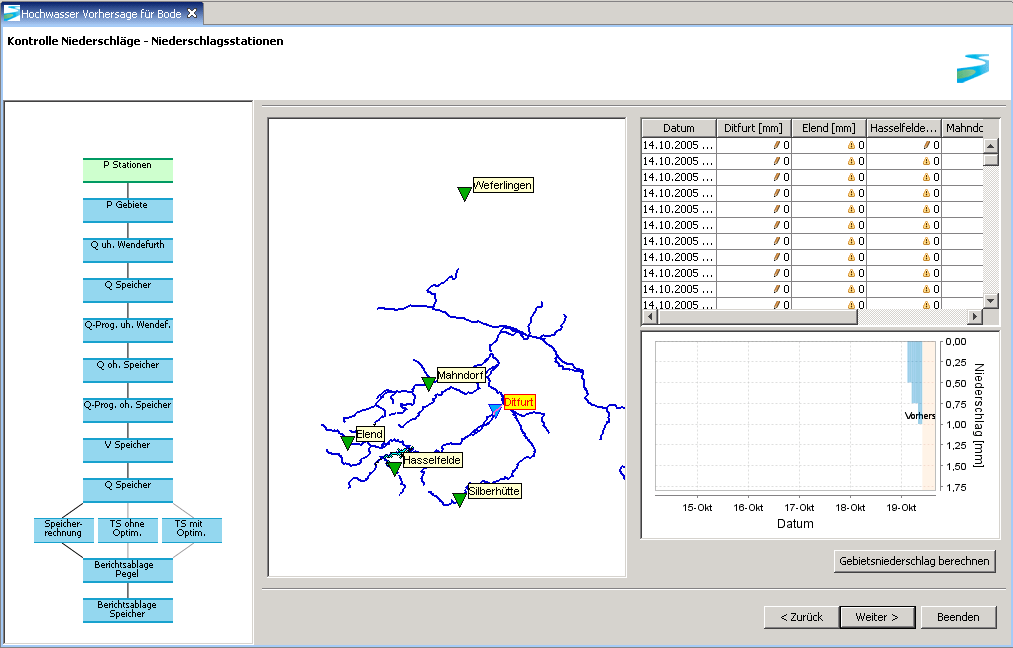 Hochwasser Vorhersage für Bode
Kontrolle Niederschläge - Niederschlagsstationen
P Stationen
P Gebiete
Q uh. Wendefurth
Q Speicher
Q-Prog. uh. Wendef.
Q oh. Speicher
Q-Prog. oh. Speicher
V Speicher
Q Speicher
Speicher-
rechnung
TS ohne
Optim.
TS mit
Optim.
Berichtsablage
Pegel
Berichtsablage
Speicher
Weferlingen
Mahndorf
Ditfurt
Elend
Hasselfelde
Silberhütte
Datum Ditfurt [mm] Elend [mm] Hasselfelde... Mahndo
14.10.2005 ... 0 0 0
14.10.2005 ... 0 0 0
14.10.2005 ... 0 0 0
14.10.2005 ... 0 0 0
14.10.2005 ... 0 0 0
14.10.2005 ... 0 0 0
14.10.2005 ... 0 0 0
14.10.2005 ... 0 0 0
14.10.2005 ... 0 0 0
14.10.2005 ... 0 0 0
14.10.2005 ... 0 0 0
0,00
0,25
0,50
0,75
1,00
1,25
1,50
1,75
Niederschlag [mm]
Vorhers
15-Okt 16-Okt 17-Okt 18-Okt 19-Okt
Datum
Gebietsniederschlag berechnen
< Zurück Weiter > Beenden